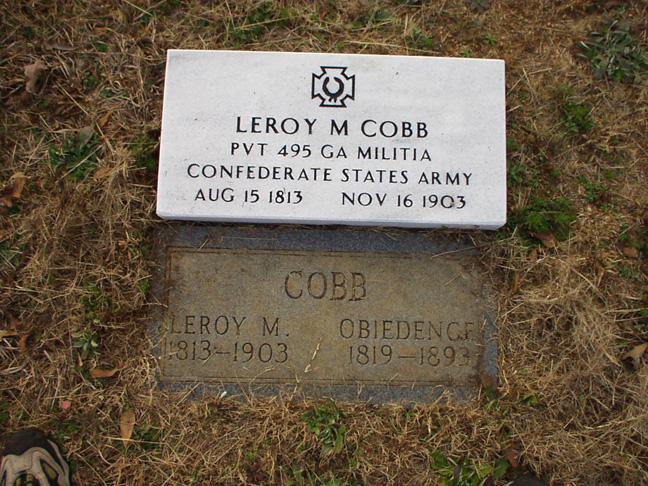 LEROY M COBB
PVT 495 GA MILITIA
CONFEDERATE STATES ARMY
AUG 15 1813 NOV 16 1903
COBB
LEROY M. OBIEDENCE
1813-1903 1819-1893